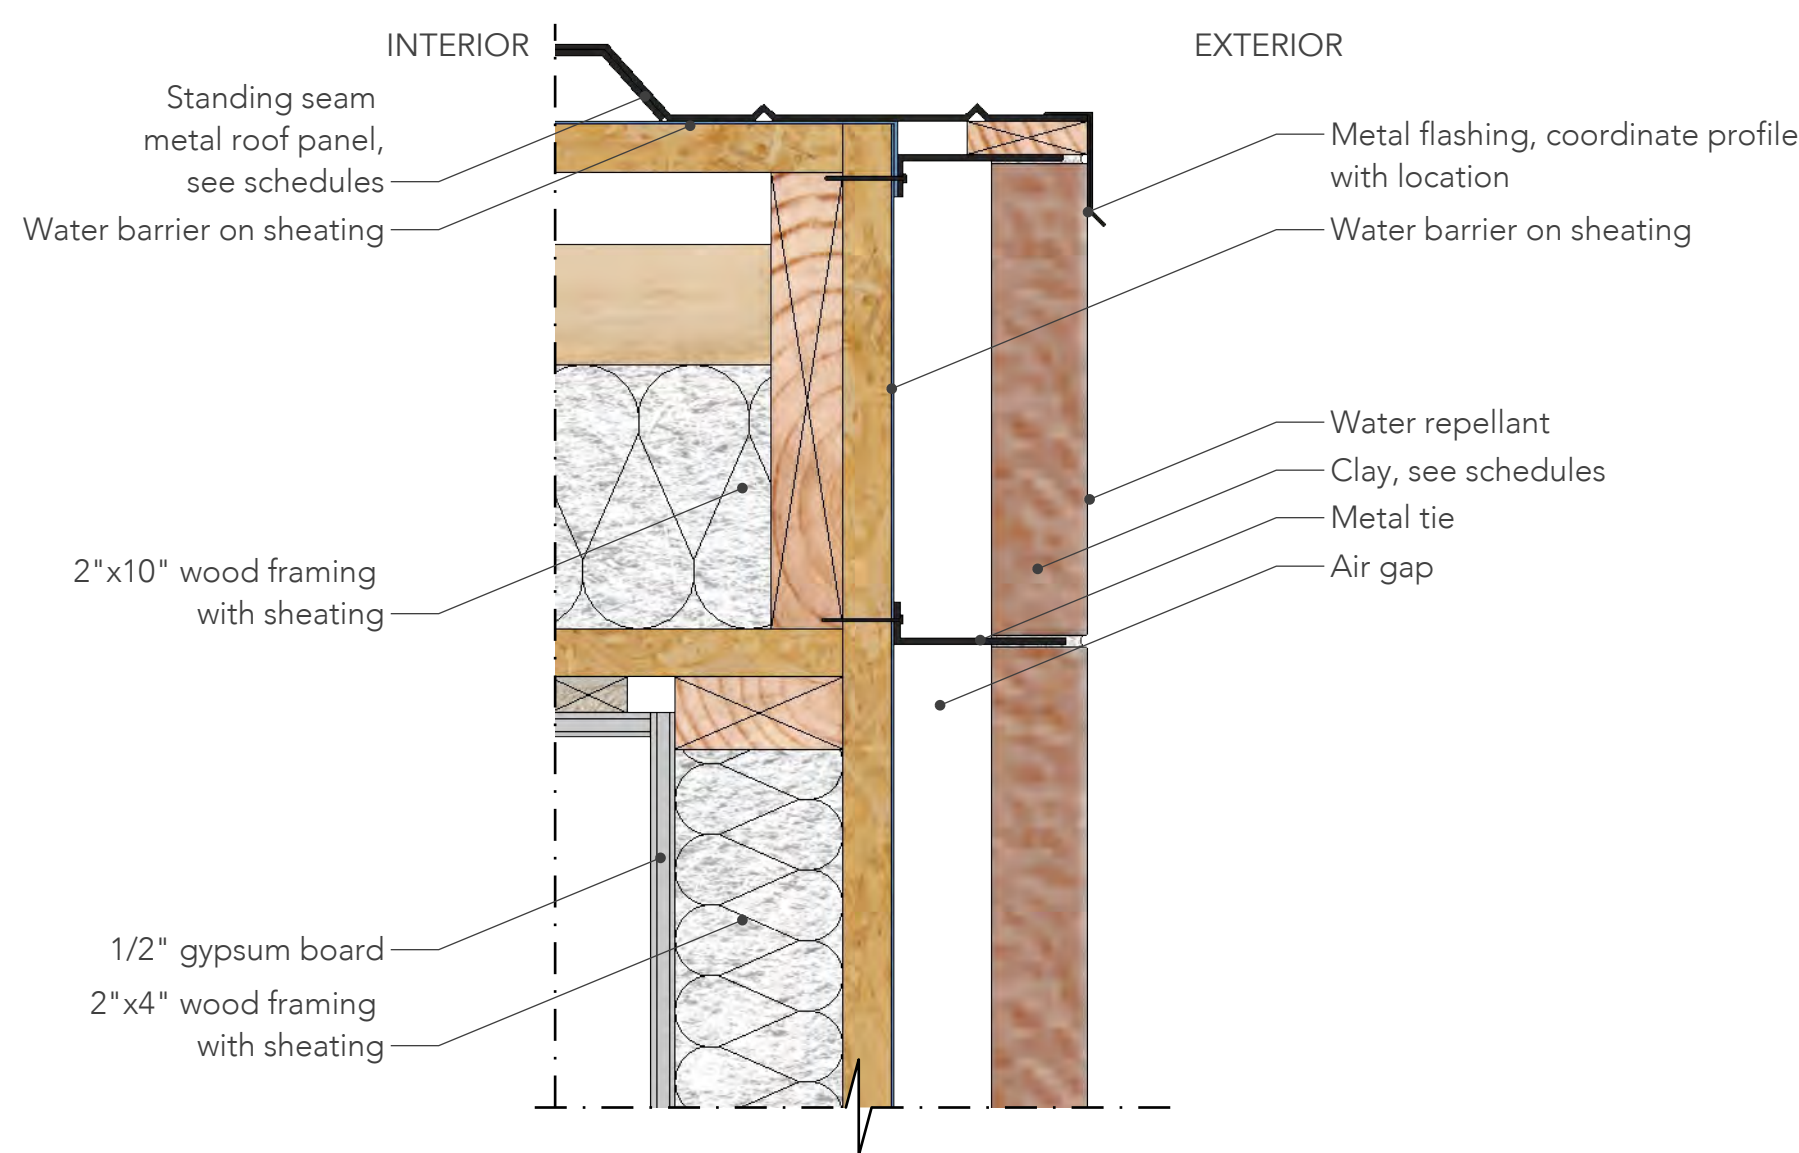 INTERIOR
EXTERIOR
Standing seam
metal roof panel,
see schedules
Water barrier on sheating
2"x10" wood framing
with sheating
1/2" gypsum board
2"x4" wood framing
with sheating
Metal flashing, coordinate profile
with location
Water barrier on sheating
Water repellant
Clay, see schedules
Metal tie
Air gap